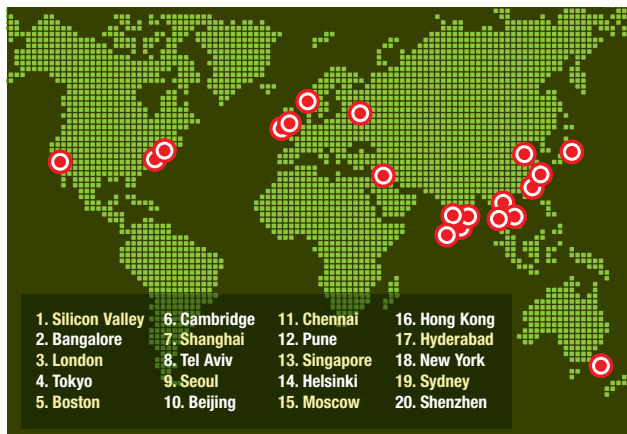 1. Silicon Valley
2. Bangalore
3. London
4. Tokyo
5. Boston
6. Cambridge
7. Shanghai
8. Tel Aviv
9. Seoul
10. Beijing
11. Chennai
12. Pune
13. Singapore
14. Helsinki
15. Moscow
16. Hong Kong
17. Hyderabad
18. New York
19. Sydney
20. Shenzhen